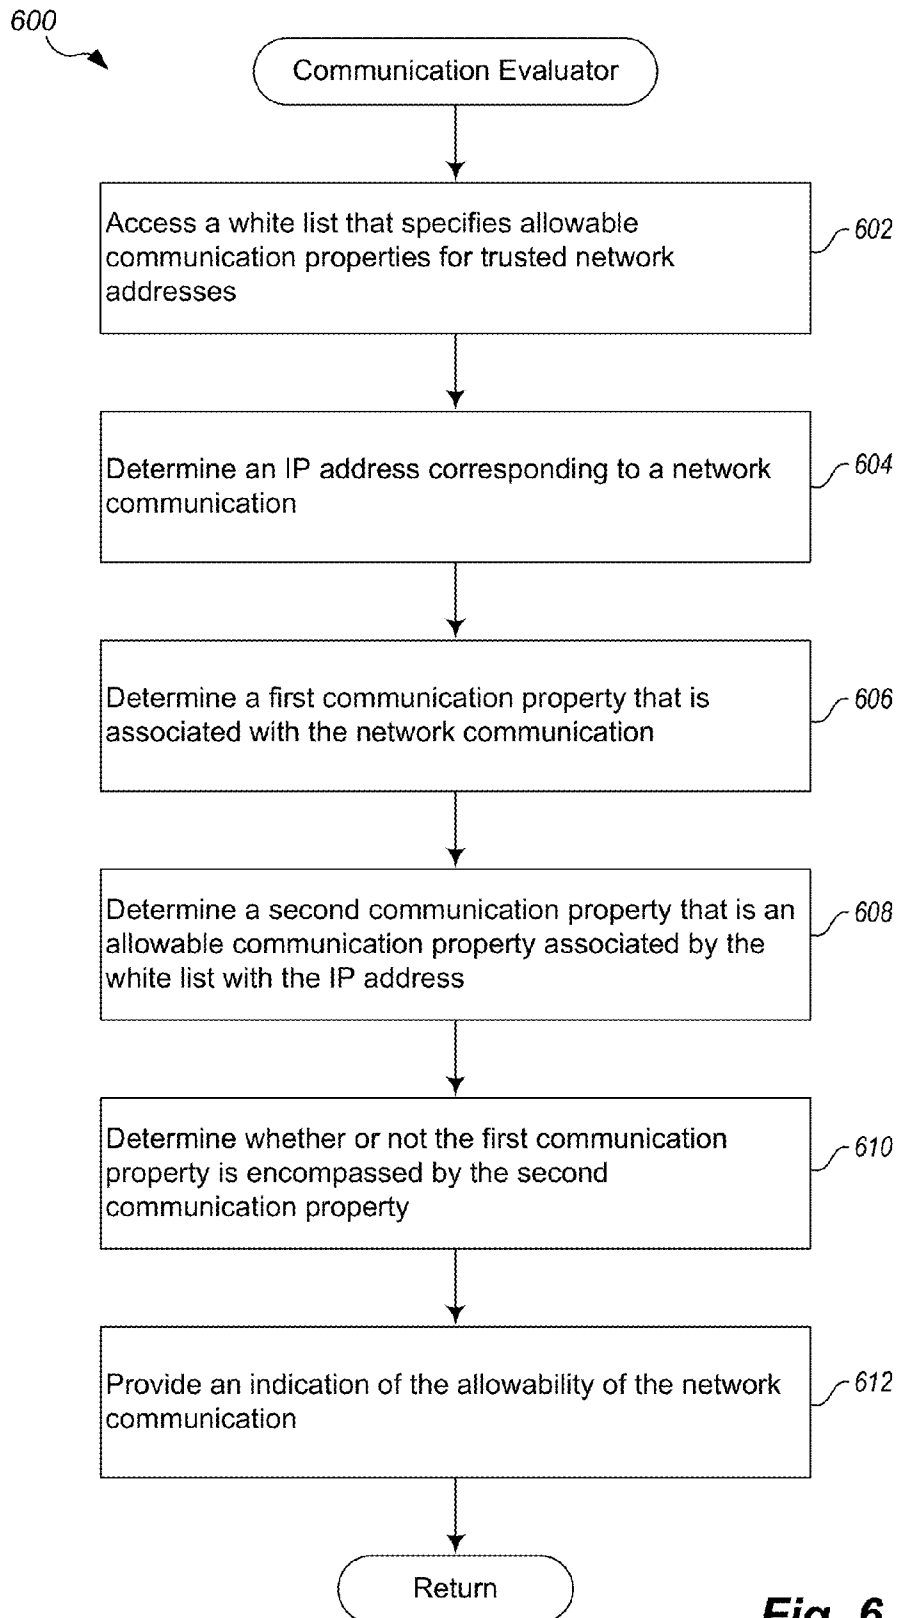 600
Communication Evaluator
Access a white list that specifies allowable
communication properties for trusted network
addresses
602
Determine an IP address corresponding to a network
communication
604
Determine a first communication property that is
associated with the network communication
606
Determine a second communication property that is an
allowable communication property associated by the
white list with the IP address
608
Determine whether or not the first communication
property is encompassed by the second
communication property
610
Provide an indication of the allowability of the network
communication
612
Return
Fig. 6